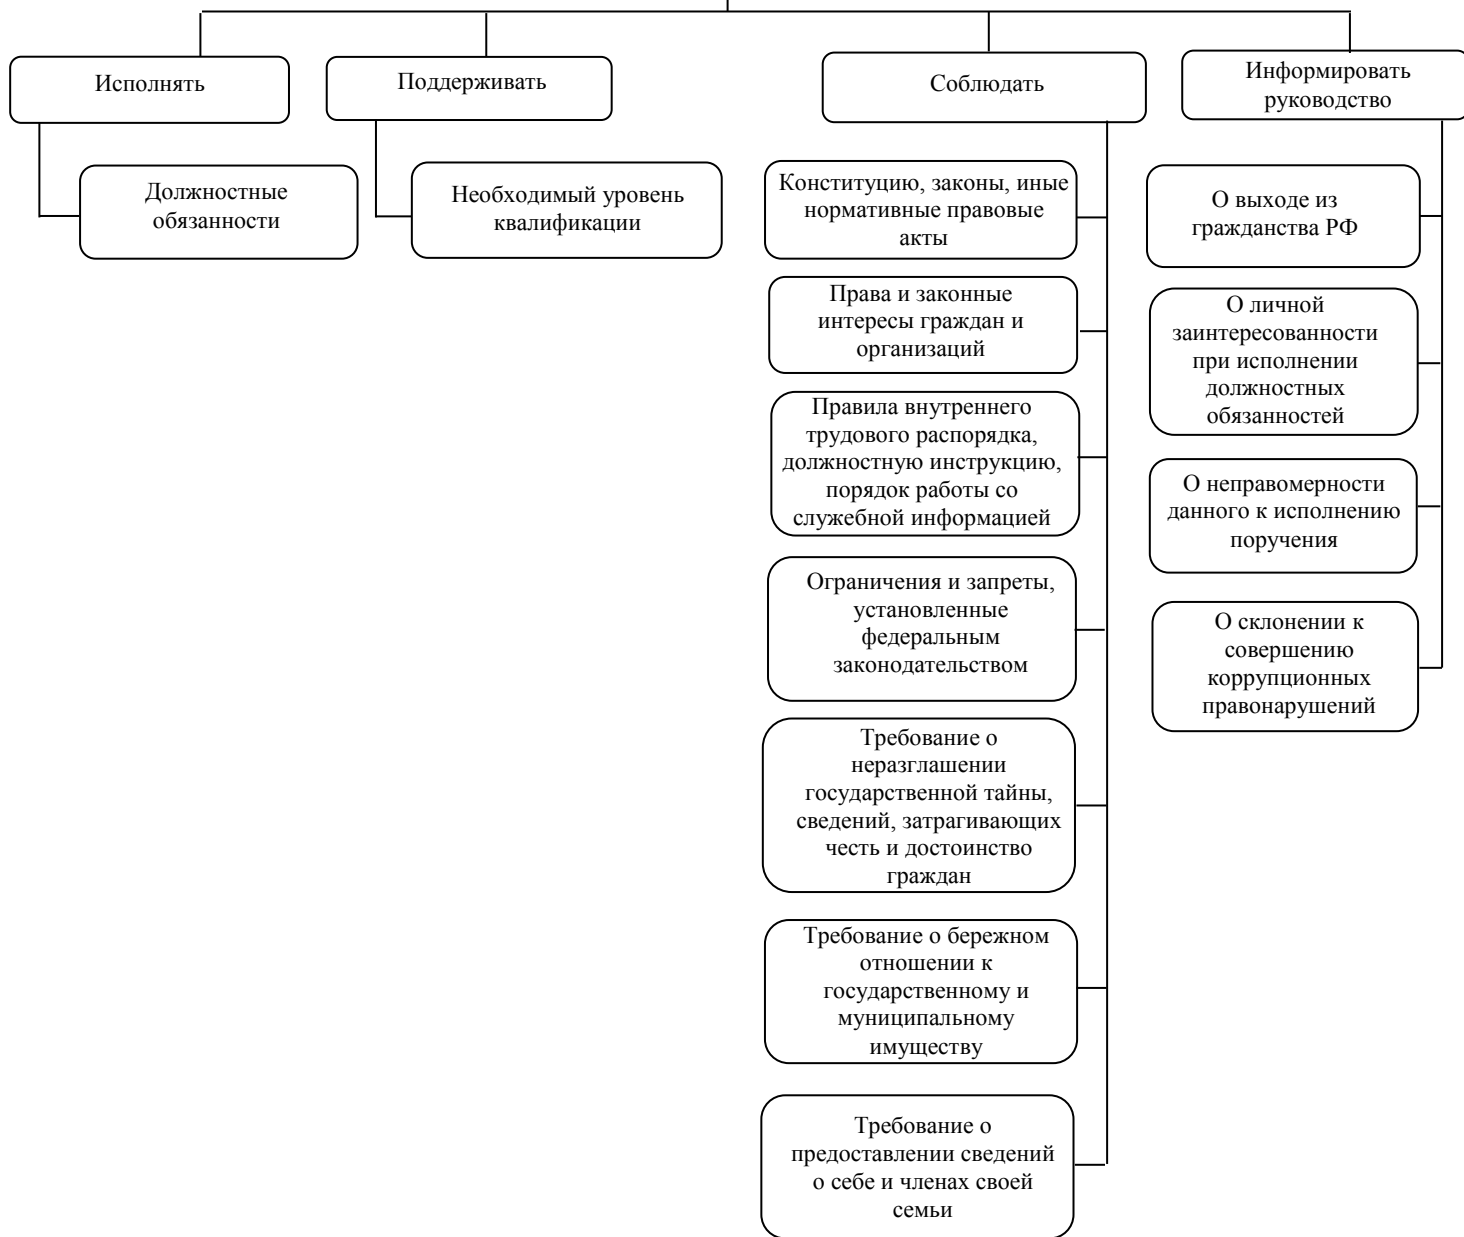 Исполнять
Поддерживать
Соблюдать
Информировать
руководство
Должностные
обязанности
Необходимый уровень
квалификации
Конституцию, законы, иные
нормативные правовые
акты
Права и законные
интересы граждан и
организаций
Правила внутреннего
трудового распорядка,
должностную инструкцию,
порядок работы со
служебной информацией
Ограничения и запреты,
установленные
федеральным
законодательством
Требование о
неразглашении
государственной тайны,
сведений, затрагивающих
честь и достоинство
граждан
Требование о бережном
отношении к
государственному и
муниципальному
имуществу
Требование о
предоставлении сведений
о себе и членах своей
семьи
О выходе из
гражданства РФ
О личной
заинтересованности
при исполнении
должностных
обязанностей
О неправомерности
данного к исполнению
поручения
О склонении к
совершению
коррупционных
правонарушений